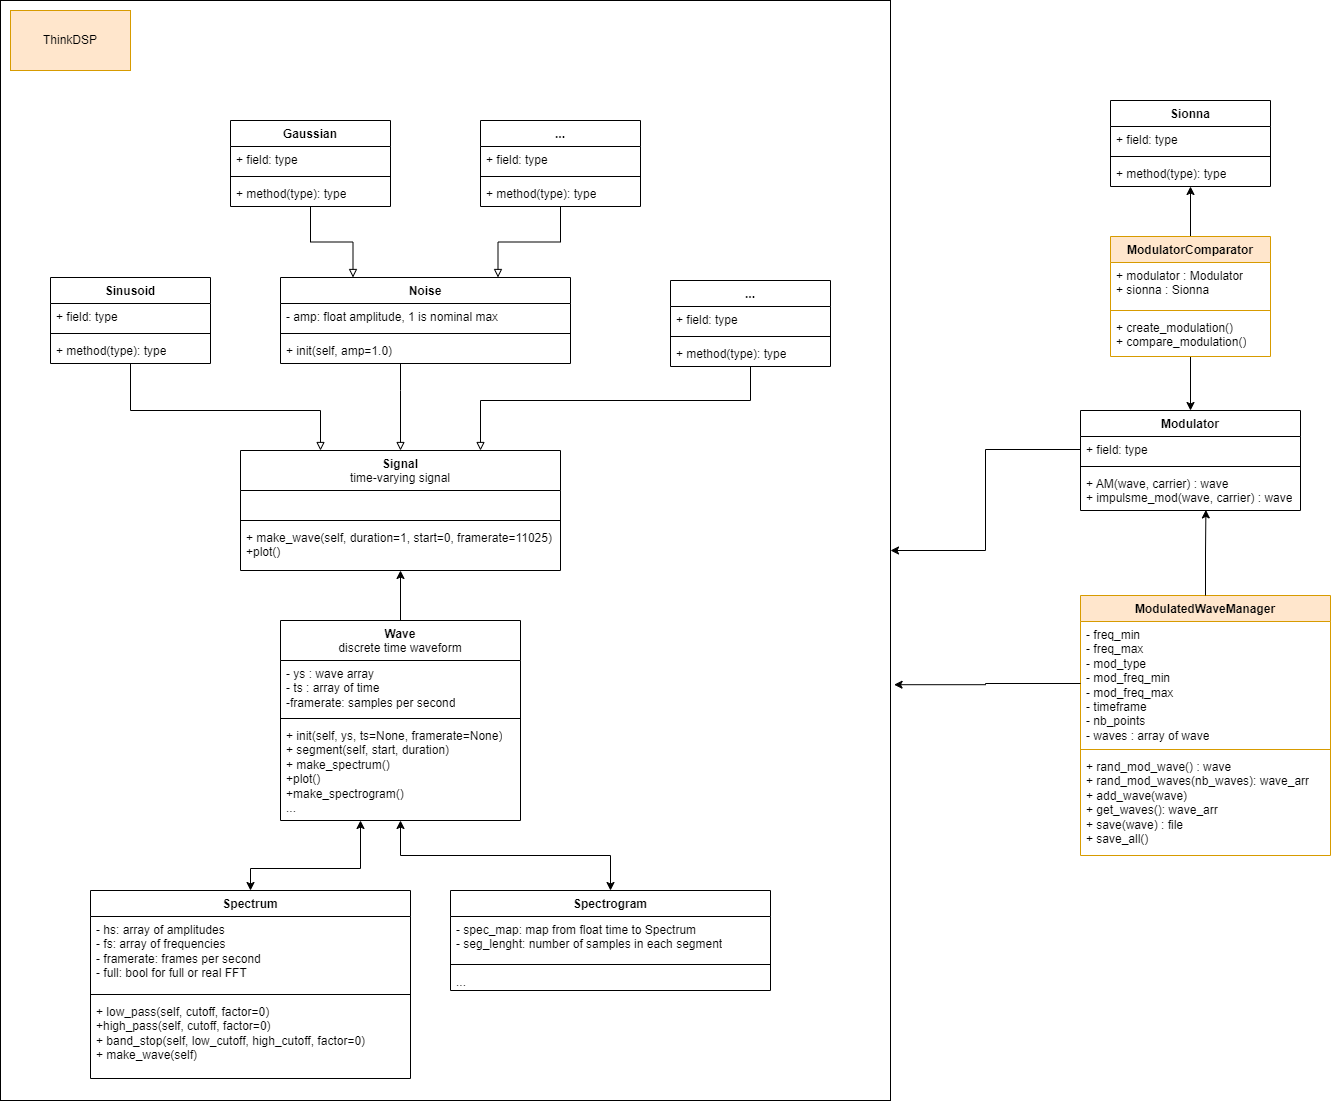 ThinkDSP
Gaussian
+ field: type
+ method(type): type
...
+ field: type
+ method(type): type
Sinusoid
+ field: type
+ method(type): type
Noise
- amp: float amplitude, 1 is nominal max
+ init(self, amp=1.0)
...
+ field: type
+ method(type): type
Signal
time-varying signal
+ make_wave(self, duration=1, start=0, framerate=11025)
+plot()
Wave
discrete time waveform
- ys : wave array
- ts : array of time
-framerate: samples per second
+ init(self, ys, ts=None, framerate=None)
+ segment(self, start, duration)
+ make_spectrum()
+plot()
+make_spectrogram()
...
Spectrum
- hs: array of amplitudes
- fs: array of frequencies
- framerate: frames per second
- full: bool for full or real FFT
+ low_pass(self, cutoff, factor=0)
+high_pass(self, cutoff, factor=0)
+ band_stop(self, low_cutoff, high_cutoff, factor=0)
+ make_wave(self)
Spectrogram
- spec_map: map from float time to Spectrum
- seg_lenght: number of samples in each segment
...
Sionna
+ field: type
+ method(type): type
ModulatorComparator
+ modulator : Modulator
+ sionna : Sionna
+ create_modulation()
+ compare_modulation()
Modulator
+ field: type
+ AM(wave, carrier) : wave
+ impulsme_mod(wave, carrier) : wave
ModulatedWaveManager
- freq_min
- freq_max
- mod_type
- mod_freq_min
- mod_freq_max
- timeframe
- nb_points
- waves : array of wave
+ rand_mod_wave() : wave
+ rand_mod_waves(nb_waves): wave_arr
+ add_wave(wave)
+ get_waves(): wave_arr
+ save(wave) : file
+ save_all()